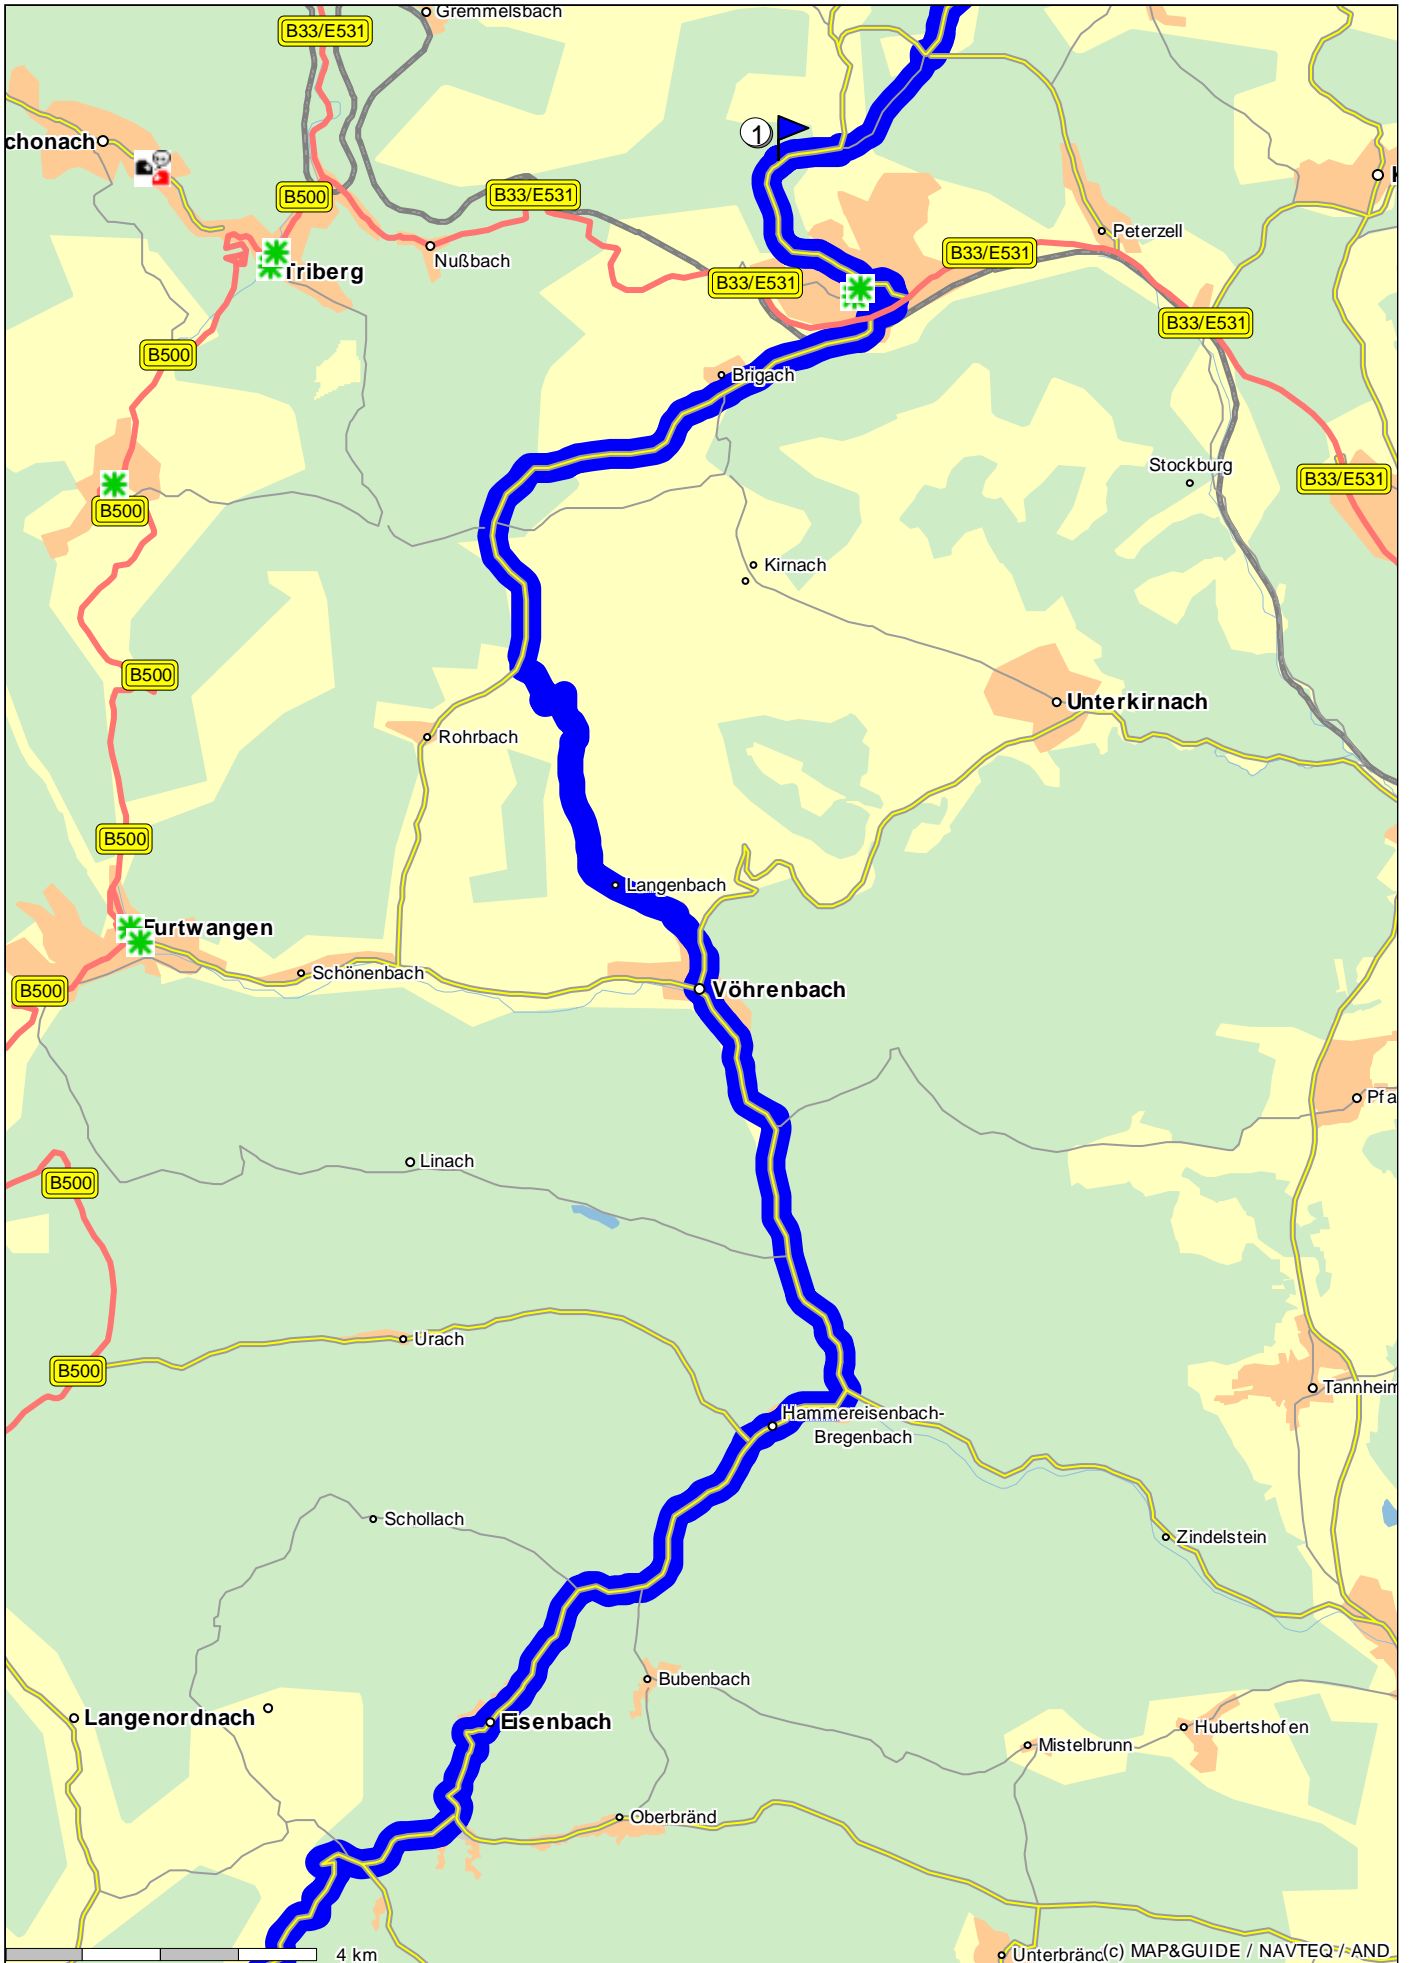 Gremmelsbach
B33/E531
1
chonach
B500
B33/E531
Peterzell
Nußbach
B33/E531
Triberg
B33/E531
B33/E531
B500
Brigach
Stockburg
B33/E531
B500
Kirnach
B500
Unterkirnach
Rohrbach
B500
Langenbach
Furtwangen
Schönenbach
B500
Vöhrenbach
Pfa
Linach
B500
Urach
B500
Tannheim
Hammereisenbach-
Bregenbach
Schollach
Zindelstein
Bubenbach
Langenordnach
Eisenbach
Hubertshofen
Mistelbrunn
Oberbränd
4 km
Unterbränd
(c) MAP&GUIDE / NAVTEQ / AND